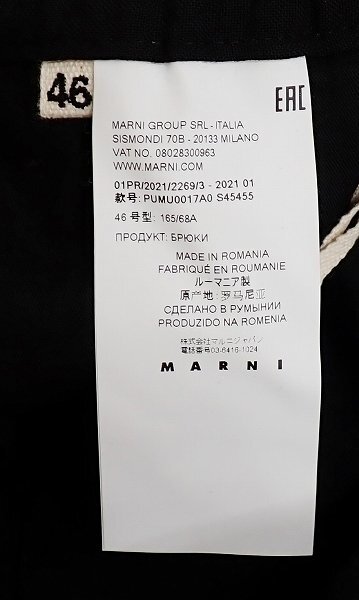 46
EAC
MARNI GROUP SRL - ITALIA
SISMONDI 70B - 20133 MILANO
VAT NO. 08028300963
WWW.MARNI.COM
01PR/2021/2269/3 - 2021 01
款号: PUMU0017A0 S45455
46 号型: 165/68A
ПРОДУКТ: БРЮКИ
MADE IN ROMANIA
FABRIQUÉ EN ROUMANIE
ルーマニア製
原产地: 罗马尼亚
СДЕЛАНО В РУМЫНИИ
PRODUZIDO NA ROMENIA
株式会社マルニジャパン
電話番号03-6416-1024
MARNI